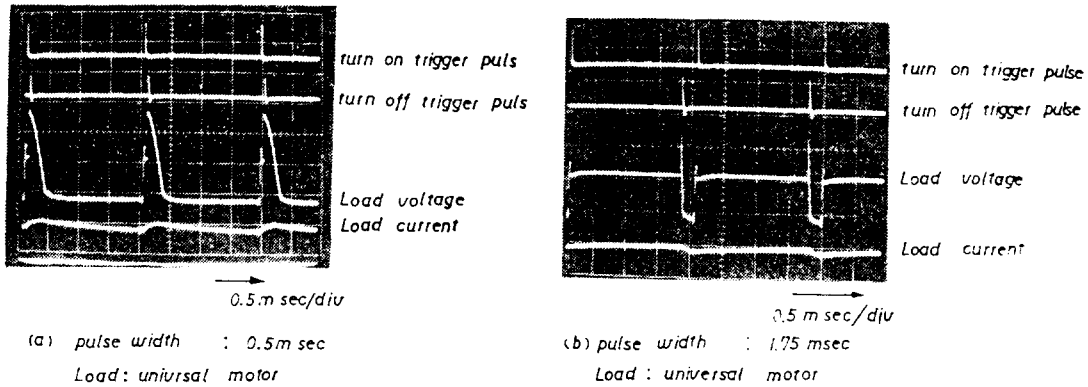 turn on trigger puls
turn off trigger puls
Load voltage
Load current
0.5 m sec/div
(a) pulse width : 0.5 m sec
Load : univrsal motor
turn on trigger pulse
turn off trigger pulse
Load voltage
Load current
0.5 m sec/div
(b) pulse width : 1.75 msec
Load : universal motor